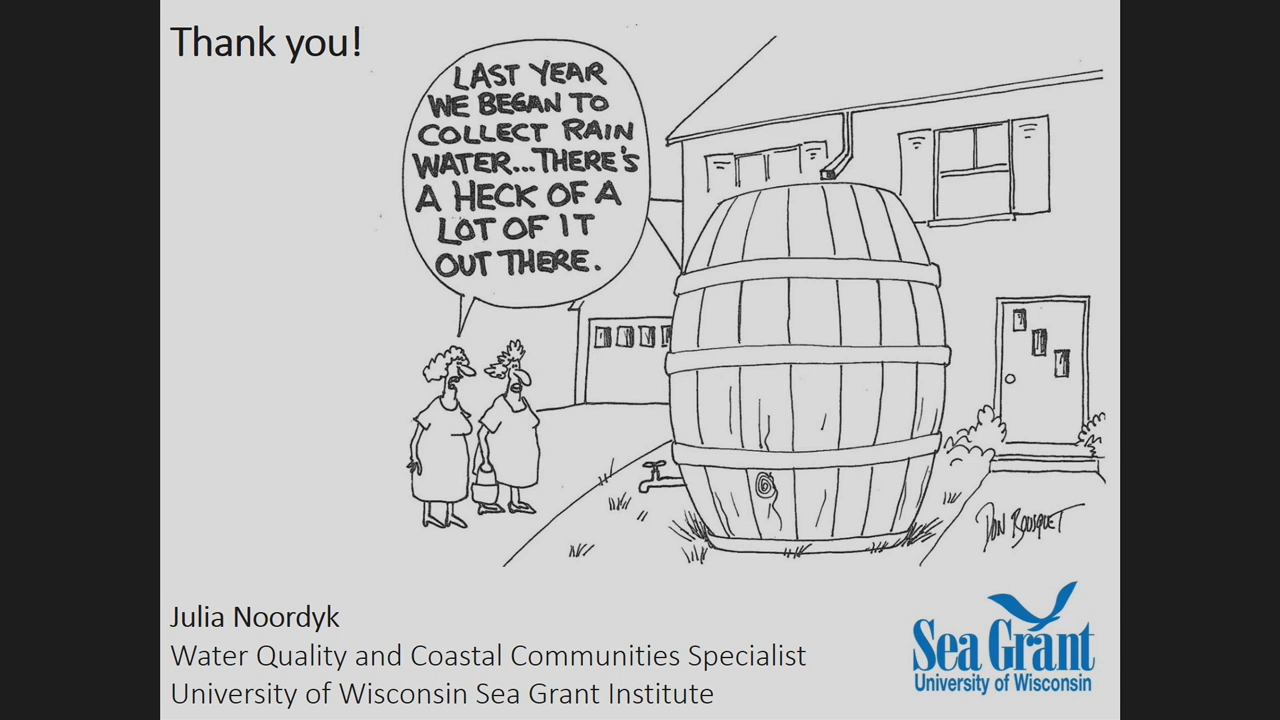 Thank you!
LAST YEAR
WE BEGAN TO
COLLECT RAIN
WATER...THERE'S
A HECK OF A
LOT OF IT
OUT THERE.
DON BOUSQUET
Julia Noordyk
Water Quality and Coastal Communities Specialist
University of Wisconsin Sea Grant Institute
Sea Grant
University of Wisconsin